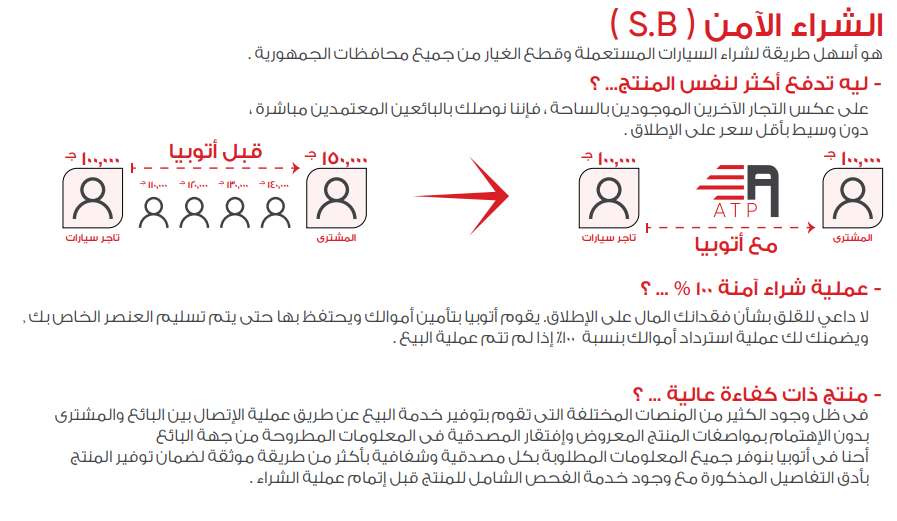 الشراء الآمن ( S.B )
هو أسهل طريقة لشراء السيارات المستعملة وقطع الغيار من جميع محافظات الجمهورية .
- ليه تدفع أكثر لنفس المنتج... ؟
على عكس التجار الآخرين الموجودين بالساحة ، فإننا نوصلك بالبائعين المعتمدين مباشرة ،
دون وسيط بأقل سعر على الإطلاق .
١٠٠,٠٠٠ جـ
قبل أتوبيا
١٥٠,٠٠٠ جـ
١١٠,٠٠٠ جـ
١٢٠,٠٠٠ جـ
١٣٠,٠٠٠ جـ
١٤٠,٠٠٠ جـ
تاجر سيارات
المشترى
١٠٠,٠٠٠ جـ
١٠٠,٠٠٠ جـ
A
ATP
تاجر سيارات
المشترى
مع أتوبيا
- عملية شراء آمنة ١٠٠ % ... ؟
لا داعي للقلق بشأن فقدانك المال على الإطلاق. يقوم أتوبيا بتأمين أموالك ويحتفظ بها حتى يتم تسليم العنصر الخاص بك ,
ويضمنك لك عملية استرداد أموالك بنسبة ١٠٠٪ إذا لم تتم عملية البيع .
- منتج ذات كفاءة عالية ... ؟
فى ظل وجود الكثير من المنصات المختلفة التى تقوم بتوفير خدمة البيع عن طريق عملية الإتصال بين البائع والمشترى
بدون الإهتمام بمواصفات المنتج المعروض وإفتقار المصدقية فى المعلومات المطروحة من جهة البائع
أحنا فى أتوبيا بنوفر جميع المعلومات المطلوبة بكل مصدقية وشفافية بأكثر من طريقة موثقة لضمان توفير المنتج
بأدق التفاصيل المذكورة مع وجود خدمة الفحص الشامل للمنتج قبل إتمام عملية الشراء .